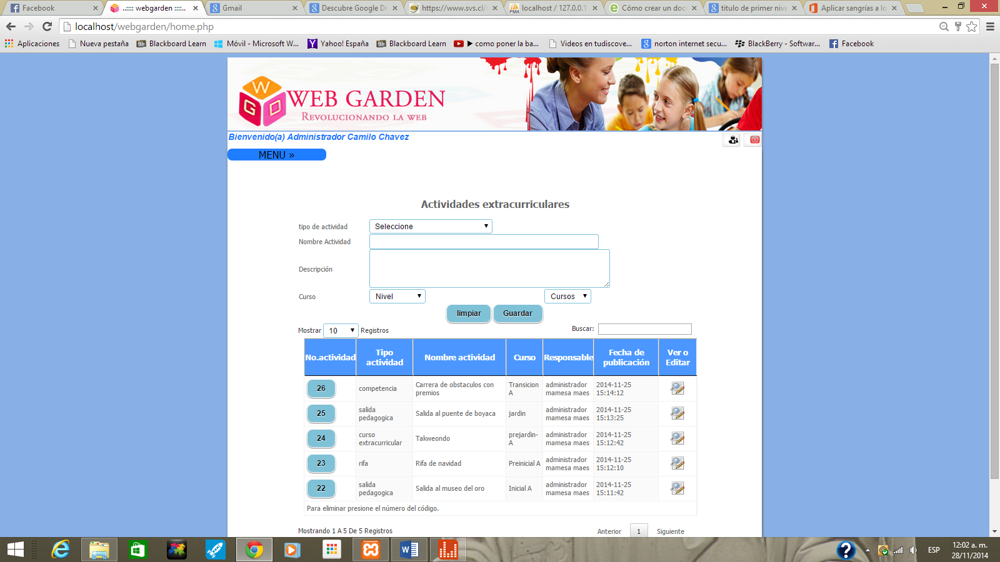 Facebook
..:::: webgarden ::::..
Gmail
Descubre Google Dr
https://www.svs.cl/
localhost / 127.0.0.1
Cómo crear un doc
titulo de primer nive
Aplicar sangrías a lo
localhost/webgarden/home.php
Aplicaciones
Nueva pestaña
Blackboard Learn
Móvil - Microsoft W...
Yahoo! España
Blackboard Learn
▶ como poner la ba...
Videos en tudiscove...
norton internet secu...
BlackBerry - Softwar...
Facebook
W
G D
WEB GARDEN
REVOLUCIONANDO LA WEB
Bienvenido(a) Administrador Camilo Chavez
MENU »
Actividades extracurriculares
tipo de actividad
Seleccione
Nombre Actividad
Descripción
Curso
Nivel
Cursos
limpiar
Guardar
Mostrar 10 Registros
Buscar:
No.actividad Tipo actividad Nombre actividad Curso Responsable Fecha de publicación Ver o Editar
26 competencia Carrera de obstaculos con premios Transicion A administrador mamesa maes 2014-11-25 15:14:12
25 salida pedagogica Salida al puente de boyaca jardin administrador mamesa maes 2014-11-25 15:13:25
24 curso extracurricular Takweondo prejardin-A administrador mamesa maes 2014-11-25 15:12:42
23 rifa Rifa de navidad Preinicial A administrador mamesa maes 2014-11-25 15:12:10
22 salida pedagogica Salida al museo del oro Inicial A administrador mamesa maes 2014-11-25 15:11:42
Para eliminar presione el número del código.
Mostrando 1 A 5 De 5 Registros
Anterior 1 Siguiente
ESP
12:02 a. m.
28/11/2014